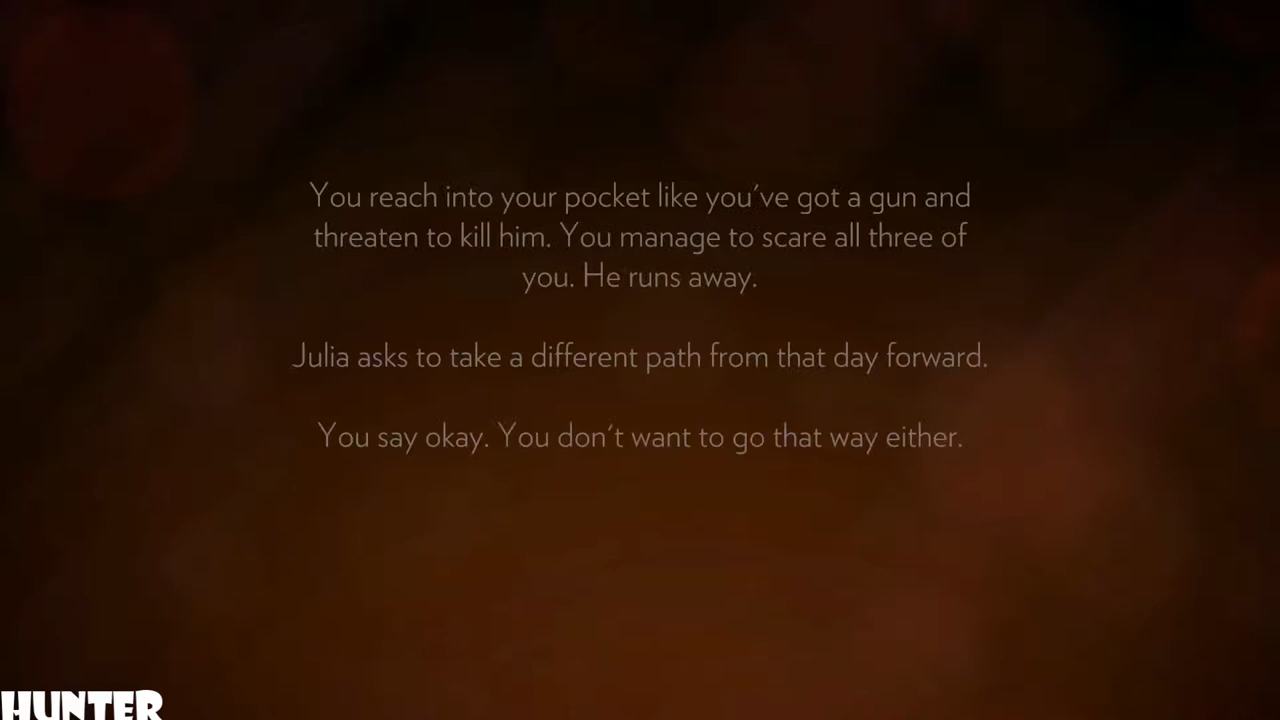 You reach into your pocket like you've got a gun and
threaten to kill him. You manage to scare all three of
you. He runs away.
Julia asks to take a different path from that day forward.
You say okay. You don't want to go that way either.
HUNTER